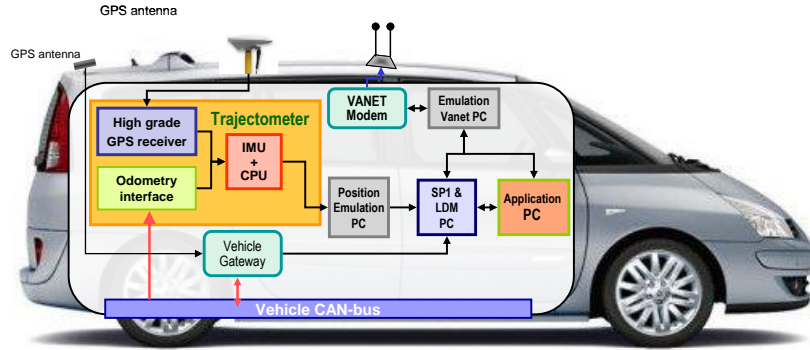 GPS antenna
GPS antenna
High grade
GPS receiver
Trajectometer
IMU
+
CPU
Odometry
interface
VANET
Modem
Emulation
Vanet PC
Position
Emulation
PC
SP1 &
LDM
PC
Application
PC
Vehicle
Gateway
Vehicle CAN-bus